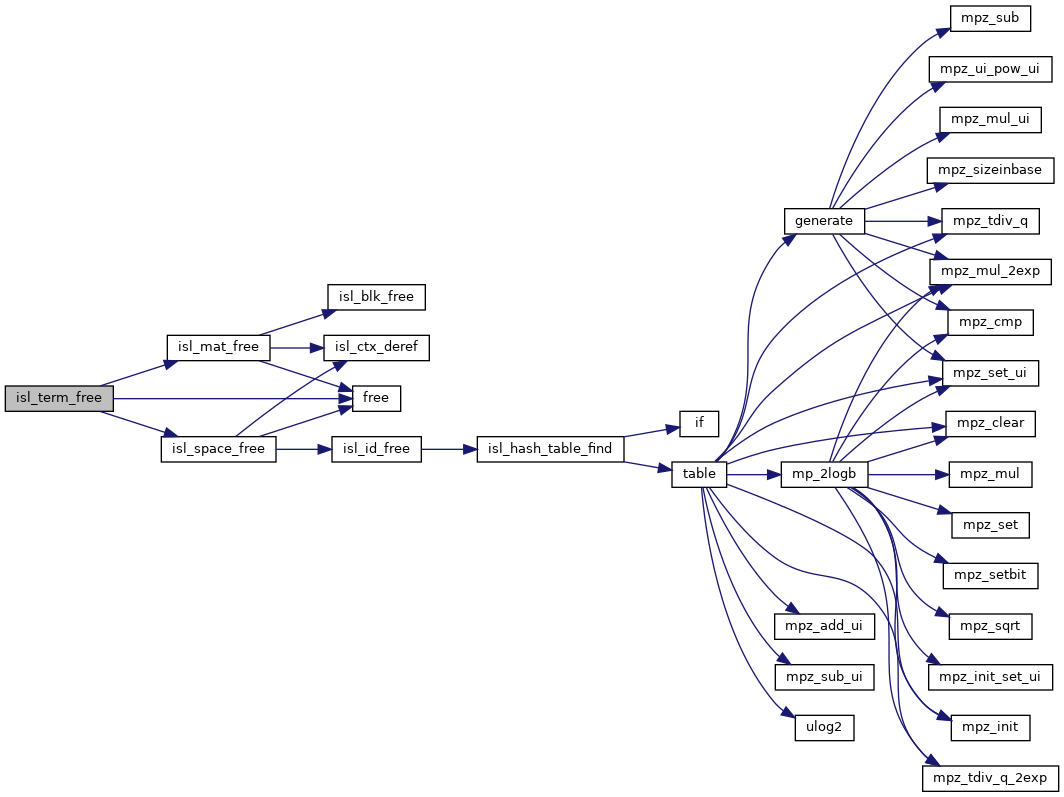 mpz_sub
mpz_ui_pow_ui
mpz_mul_ui
mpz_sizeinbase
generate
mpz_tdiv_q
mpz_mul_2exp
isl_blk_free
mpz_cmp
isl_mat_free
isl_ctx_deref
mpz_set_ui
isl_term_free
free
if
mpz_clear
isl_space_free
isl_id_free
isl_hash_table_find
table
mp_2logb
mpz_mul
mpz_set
mpz_setbit
mpz_add_ui
mpz_sqrt
mpz_sub_ui
mpz_init_set_ui
ulog2
mpz_init
mpz_tdiv_q_2exp